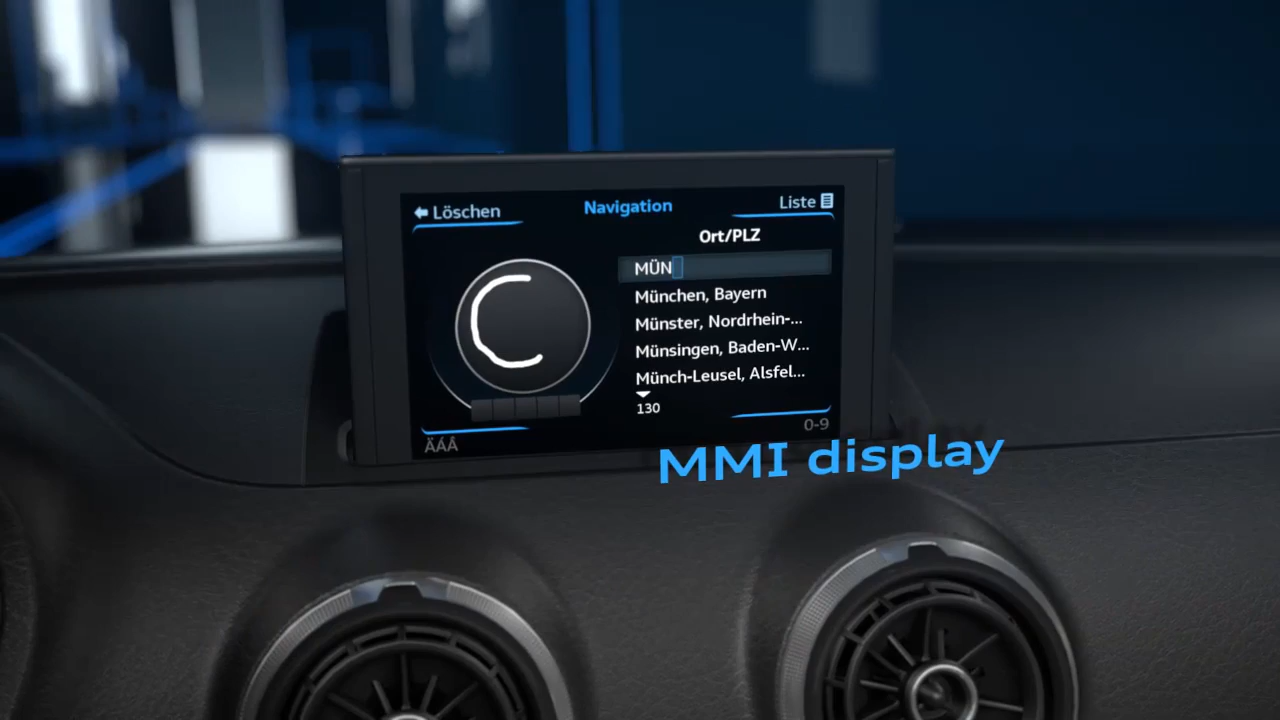 Löschen
Navigation
Liste
Ort/PLZ
MÜN
München, Bayern
Münster, Nordrhein-...
Münsingen, Baden-W...
Münch-Leusel, Alsfel...
130
ÄÁÅ
0-9
MMI display